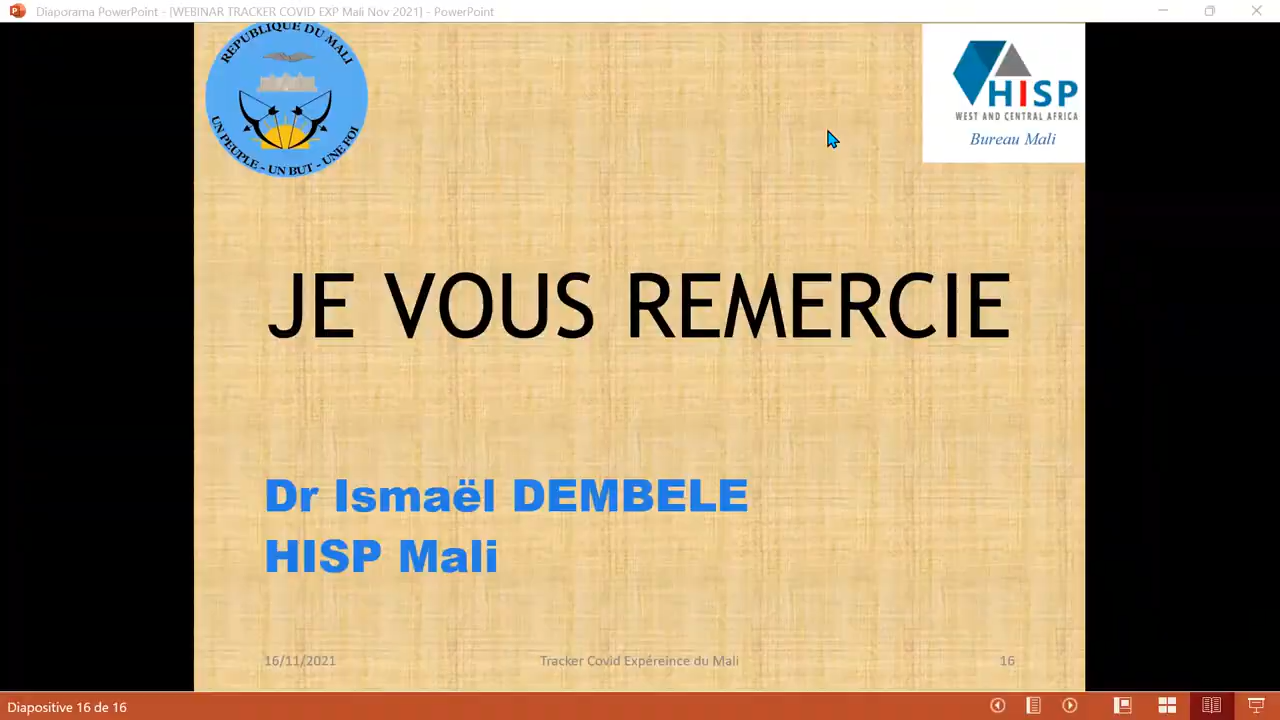 Diaporama PowerPoint - [WEBINAR TRACKER COVID EXP Mali Nov 2021] - PowerPoint
REPUBLIQUE DU MALI
UN PEUPLE - UN BUT - UNE FOI
HISP
WEST AND CENTRAL AFRICA
Bureau Mali
JE VOUS REMERCIE
Dr Ismaël DEMBELE
HISP Mali
16/11/2021
Tracker Covid Expéreince du Mali
16
Diapositive 16 de 16